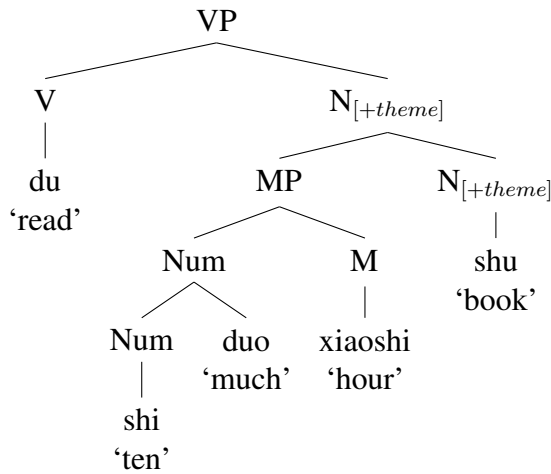 VP
V N[+theme]
du MP N[+theme]
‘read’
Num M shu
‘book’
Num duo xiaoshi
‘much’ ‘hour’
shi
‘ten’